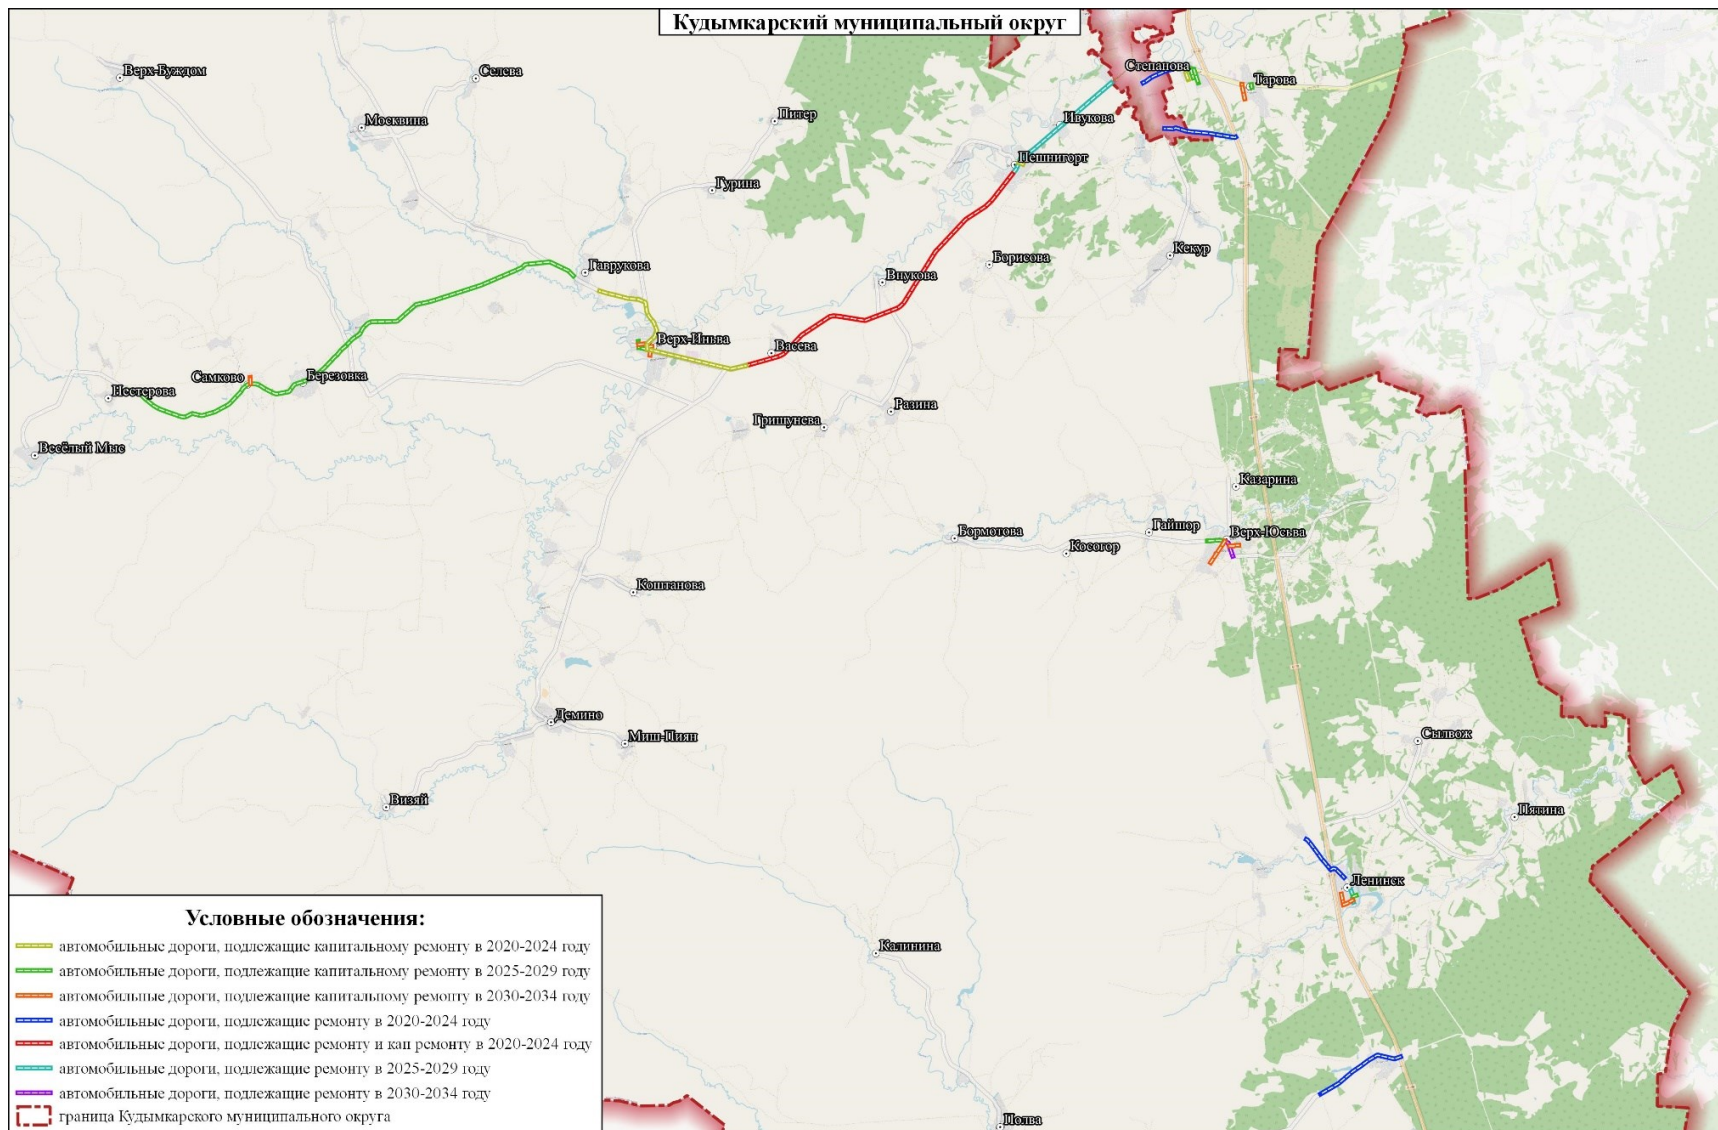 Кудымкарский муниципальный округ
Верх-Буждом
Селева
Степанова
Тарова
Москвина
Питер
Ивукова
Пешнигорт
Гурина
Кекур
Борисова
Гаврукова
Внукова
Верх-Иньва
Васева
Самково
Березовка
Нестерова
Гришунева
Разина
Весёлый Мыс
Казарина
Бормотова
Гайшор
Верх-Юсьва
Косогор
Коштанова
Демино
Миш-Пиян
Сылвож
Визяй
Пятина
Ленинск
Калинина
Полва
Условные обозначения:
автомобильные дороги, подлежащие капитальному ремонту в 2020-2024 году
автомобильные дороги, подлежащие капитальному ремонту в 2025-2029 году
автомобильные дороги, подлежащие капитальному ремонту в 2030-2034 году
автомобильные дороги, подлежащие ремонту в 2020-2024 году
автомобильные дороги, подлежащие ремонту и кап ремонту в 2020-2024 году
автомобильные дороги, подлежащие ремонту в 2025-2029 году
автомобильные дороги, подлежащие ремонту в 2030-2034 году
граница Кудымкарского муниципального округа